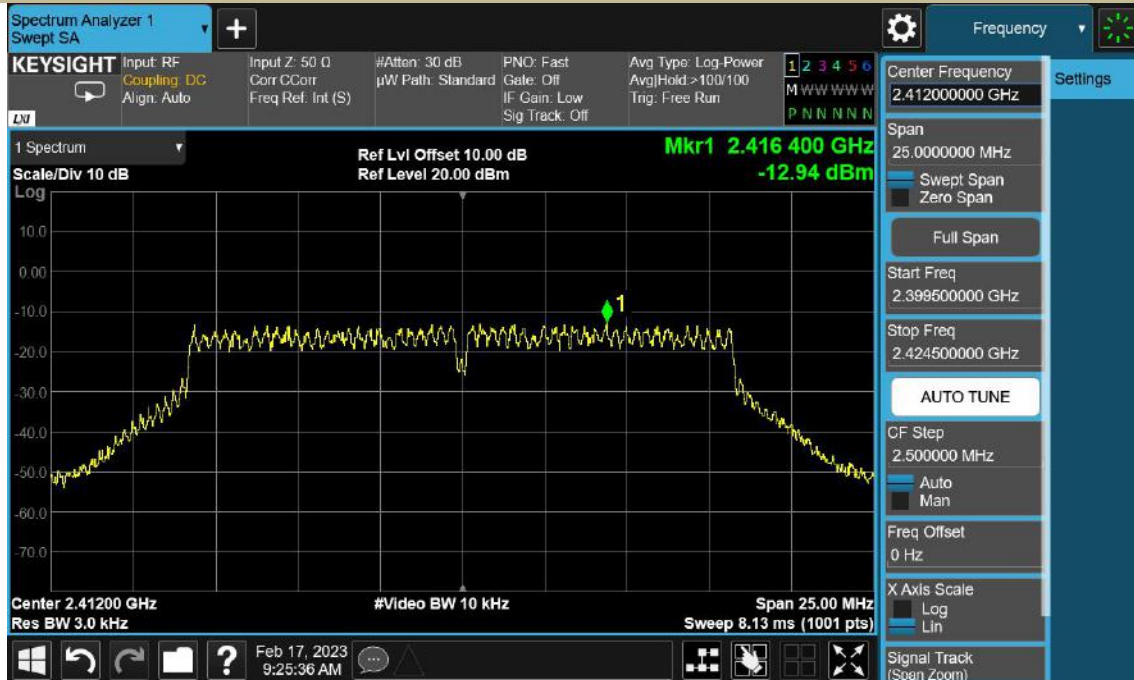 Spectrum Analyzer 1
Swept SA
Frequency
KEYSIGHT
Input: RF
Coupling: DC
Align: Auto
Input Z: 50 Ω
Corr CCorr
Freq Ref: Int (S)
#Atten: 30 dB
µW Path: Standard
PNO: Fast
Gate: Off
IF Gain: Low
Sig Track: Off
Avg Type: Log-Power
Avg|Hold:>100/100
Trig: Free Run
1 2 3 4 5 6
M W W W W W
P N N N N N
LXI
1 Spectrum
Scale/Div 10 dB
Ref Lvl Offset 10.00 dB
Ref Level 20.00 dBm
Mkr1 2.416 400 GHz
-12.94 dBm
Log
10.0
0.00
-10.0
-20.0
-30.0
-40.0
-50.0
-60.0
-70.0
1
Center 2.41200 GHz
Res BW 3.0 kHz
#Video BW 10 kHz
Span 25.00 MHz
Sweep 8.13 ms (1001 pts)
Feb 17, 2023
9:25:36 AM
Center Frequency
2.412000000 GHz
Settings
Span
25.0000000 MHz
Swept Span
Zero Span
Full Span
Start Freq
2.399500000 GHz
Stop Freq
2.424500000 GHz
AUTO TUNE
CF Step
2.500000 MHz
Auto
Man
Freq Offset
0 Hz
X Axis Scale
Log
Lin
Signal Track
(Span Zoom)